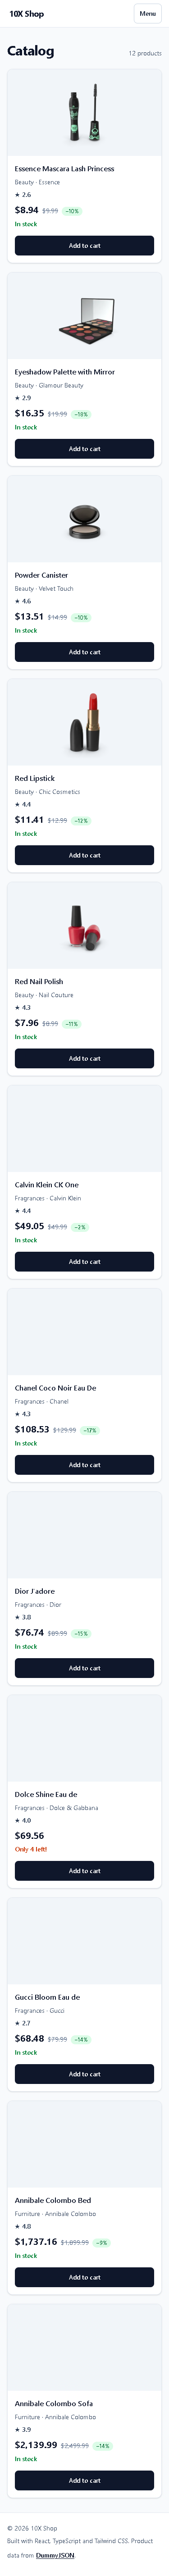 10X Shop
Menu
Catalog
12 products
Essence Mascara Lash Princess
Beauty · Essence
★ 2.6
$8.94 $9.99 −10%
In stock
Add to cart
Eyeshadow Palette with Mirror
Beauty · Glamour Beauty
★ 2.9
$16.35 $19.99 −18%
In stock
Add to cart
Powder Canister
Beauty · Velvet Touch
★ 4.6
$13.51 $14.99 −10%
In stock
Add to cart
Red Lipstick
Beauty · Chic Cosmetics
★ 4.4
$11.41 $12.99 −12%
In stock
Add to cart
Red Nail Polish
Beauty · Nail Couture
★ 4.3
$7.96 $8.99 −11%
In stock
Add to cart
Calvin Klein CK One
Fragrances · Calvin Klein
★ 4.4
$49.05 $49.99 −2%
In stock
Add to cart
Chanel Coco Noir Eau De
Fragrances · Chanel
★ 4.3
$108.53 $129.99 −17%
In stock
Add to cart
Dior J'adore
Fragrances · Dior
★ 3.8
$76.74 $89.99 −15%
In stock
Add to cart
Dolce Shine Eau de
Fragrances · Dolce & Gabbana
★ 4.0
$69.56
Only 4 left!
Add to cart
Gucci Bloom Eau de
Fragrances · Gucci
★ 2.7
$68.48 $79.99 −14%
In stock
Add to cart
Annibale Colombo Bed
Furniture · Annibale Colombo
★ 4.8
$1,737.16 $1,899.99 −9%
In stock
Add to cart
Annibale Colombo Sofa
Furniture · Annibale Colombo
★ 3.9
$2,139.99 $2,499.99 −14%
In stock
Add to cart
© 2026 10X Shop
Built with React, TypeScript and Tailwind CSS. Product
data from DummyJSON.